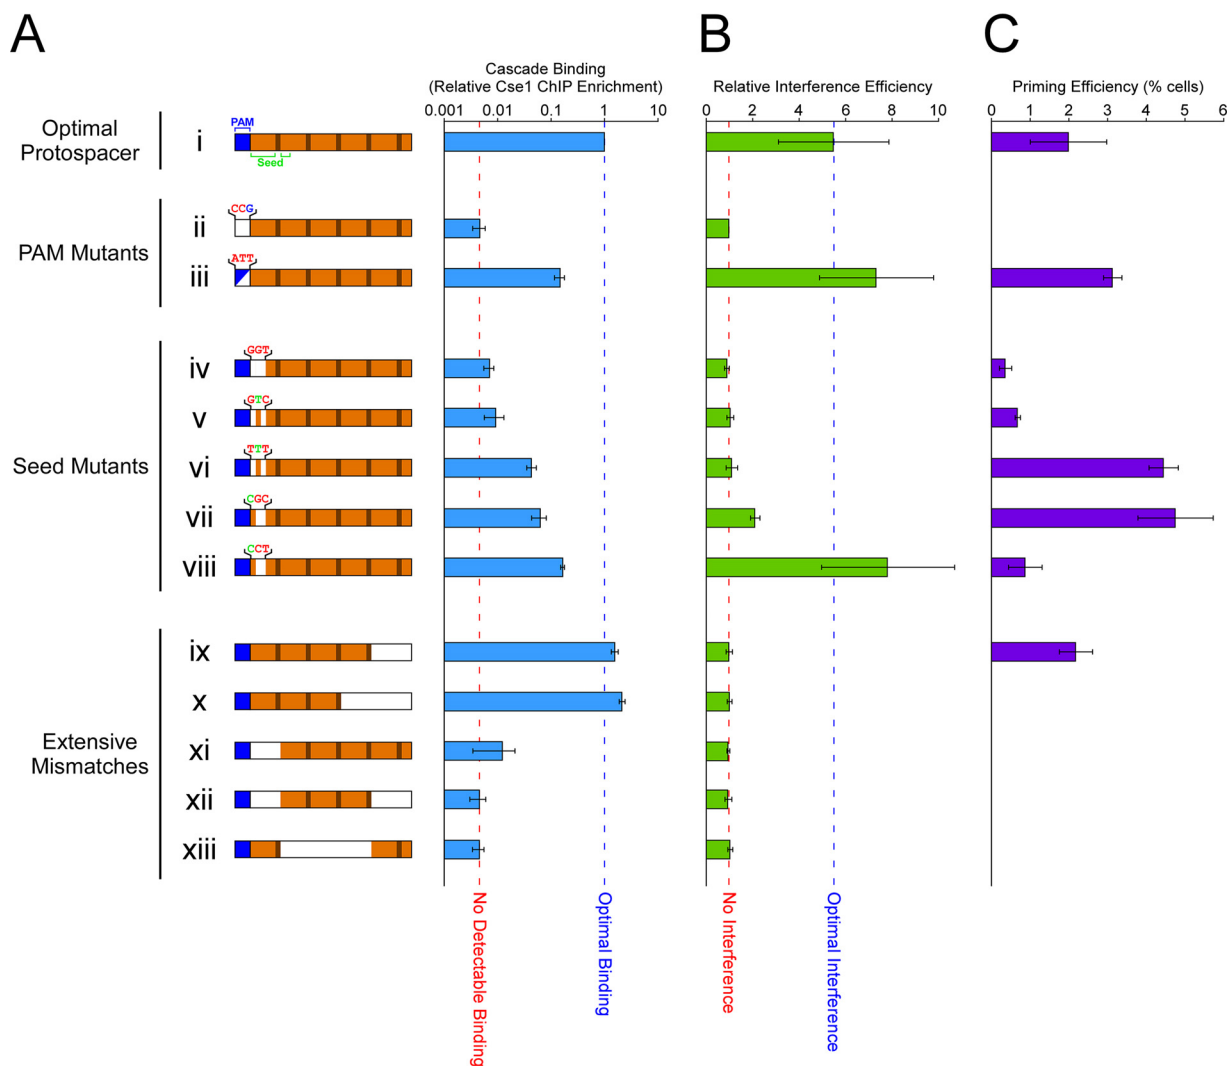 A
B
C
Cascade Binding
(Relative Cse1 ChIP Enrichment)
0.001 0.01 0.1 1 10
Relative Interference Efficiency
0 2 4 6 8 10
Priming Efficiency (% cells)
0 1 2 3 4 5 6
Optimal
Protospacer
i
PAM
Seed
PAM Mutants
CCG
ii
ATT
iii
Seed Mutants
GGT
iv
GTC
v
TTT
vi
CGC
vii
CCT
viii
Extensive
Mismatches
ix
x
xi
xii
xiii
No Detectable Binding
Optimal Binding
No Interference
Optimal Interference